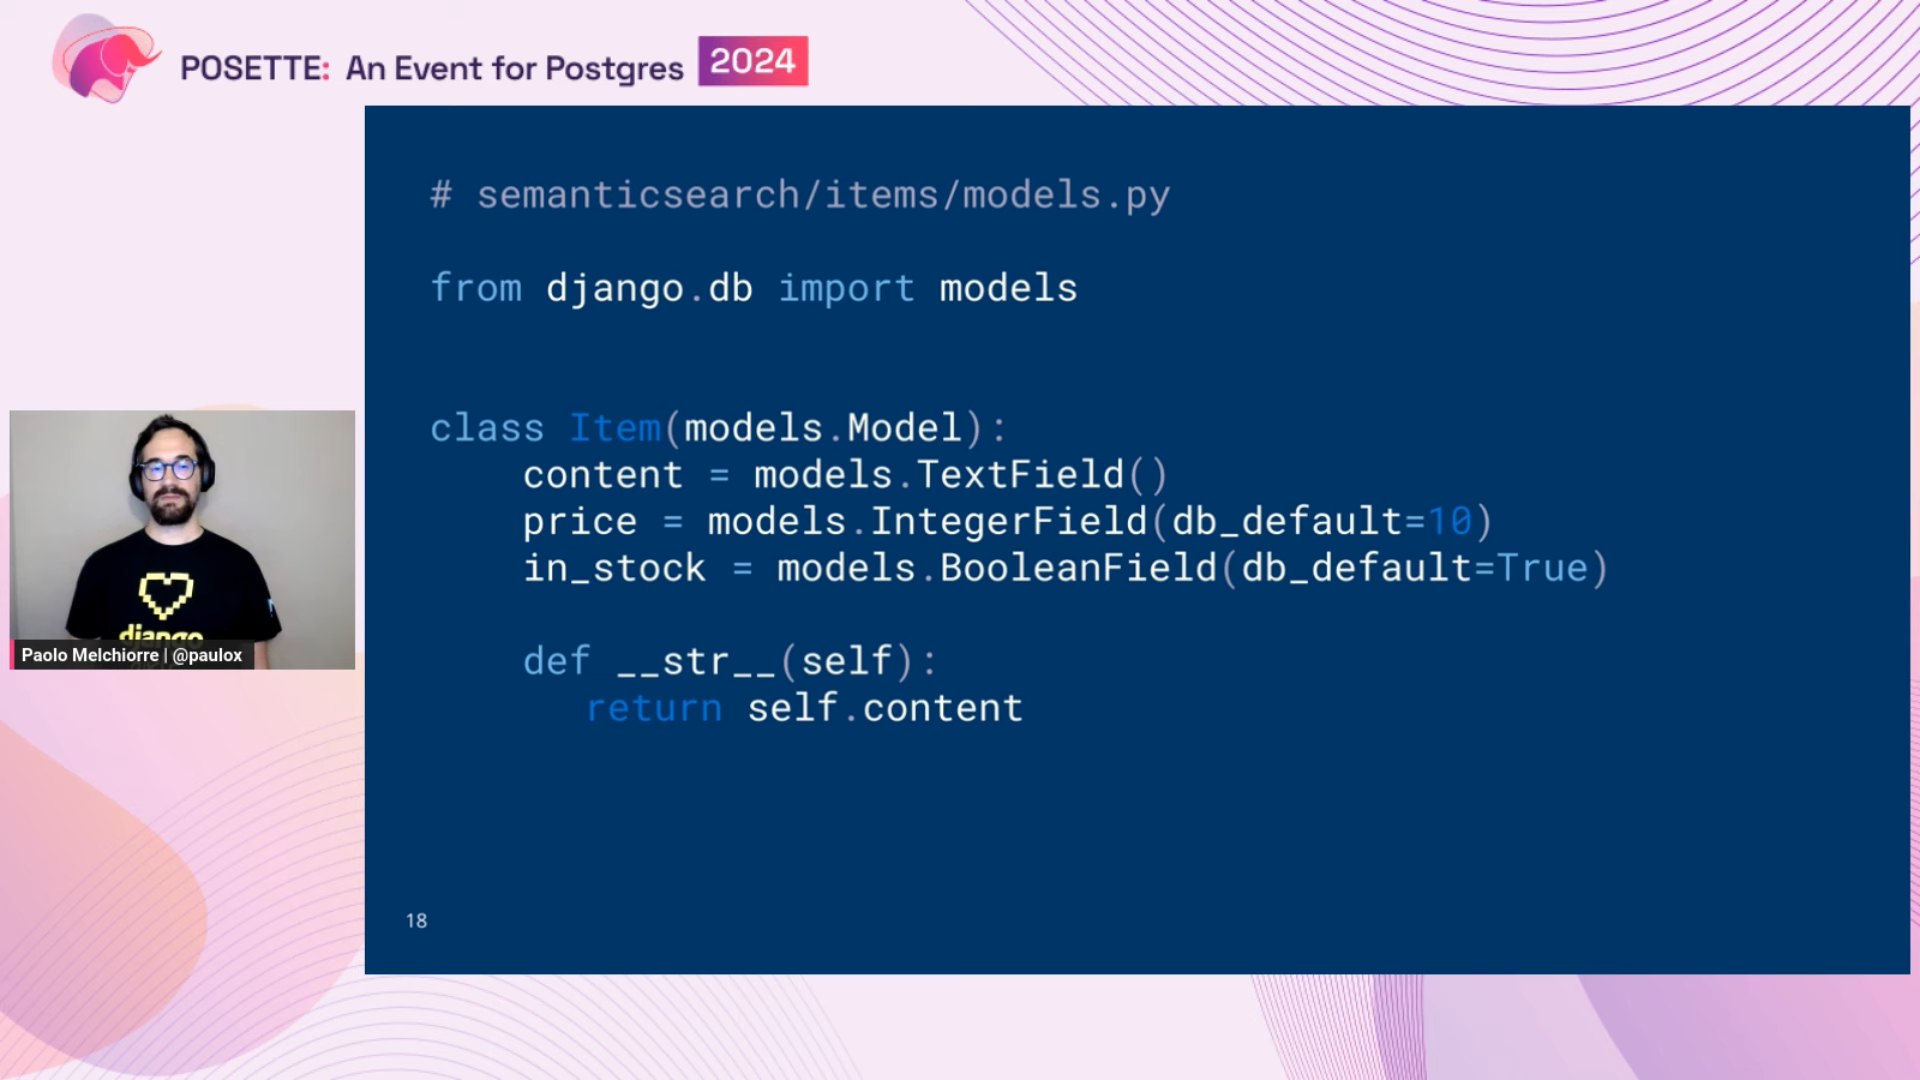 POSETTE: An Event for Postgres 2024
# semanticsearch/items/models.py
from django.db import models
class Item(models.Model):
    content = models.TextField()
    price = models.IntegerField(db_default=10)
    in_stock = models.BooleanField(db_default=True)
    def __str__(self):
        return self.content
18
django
Paolo Melchiorre | @paulox